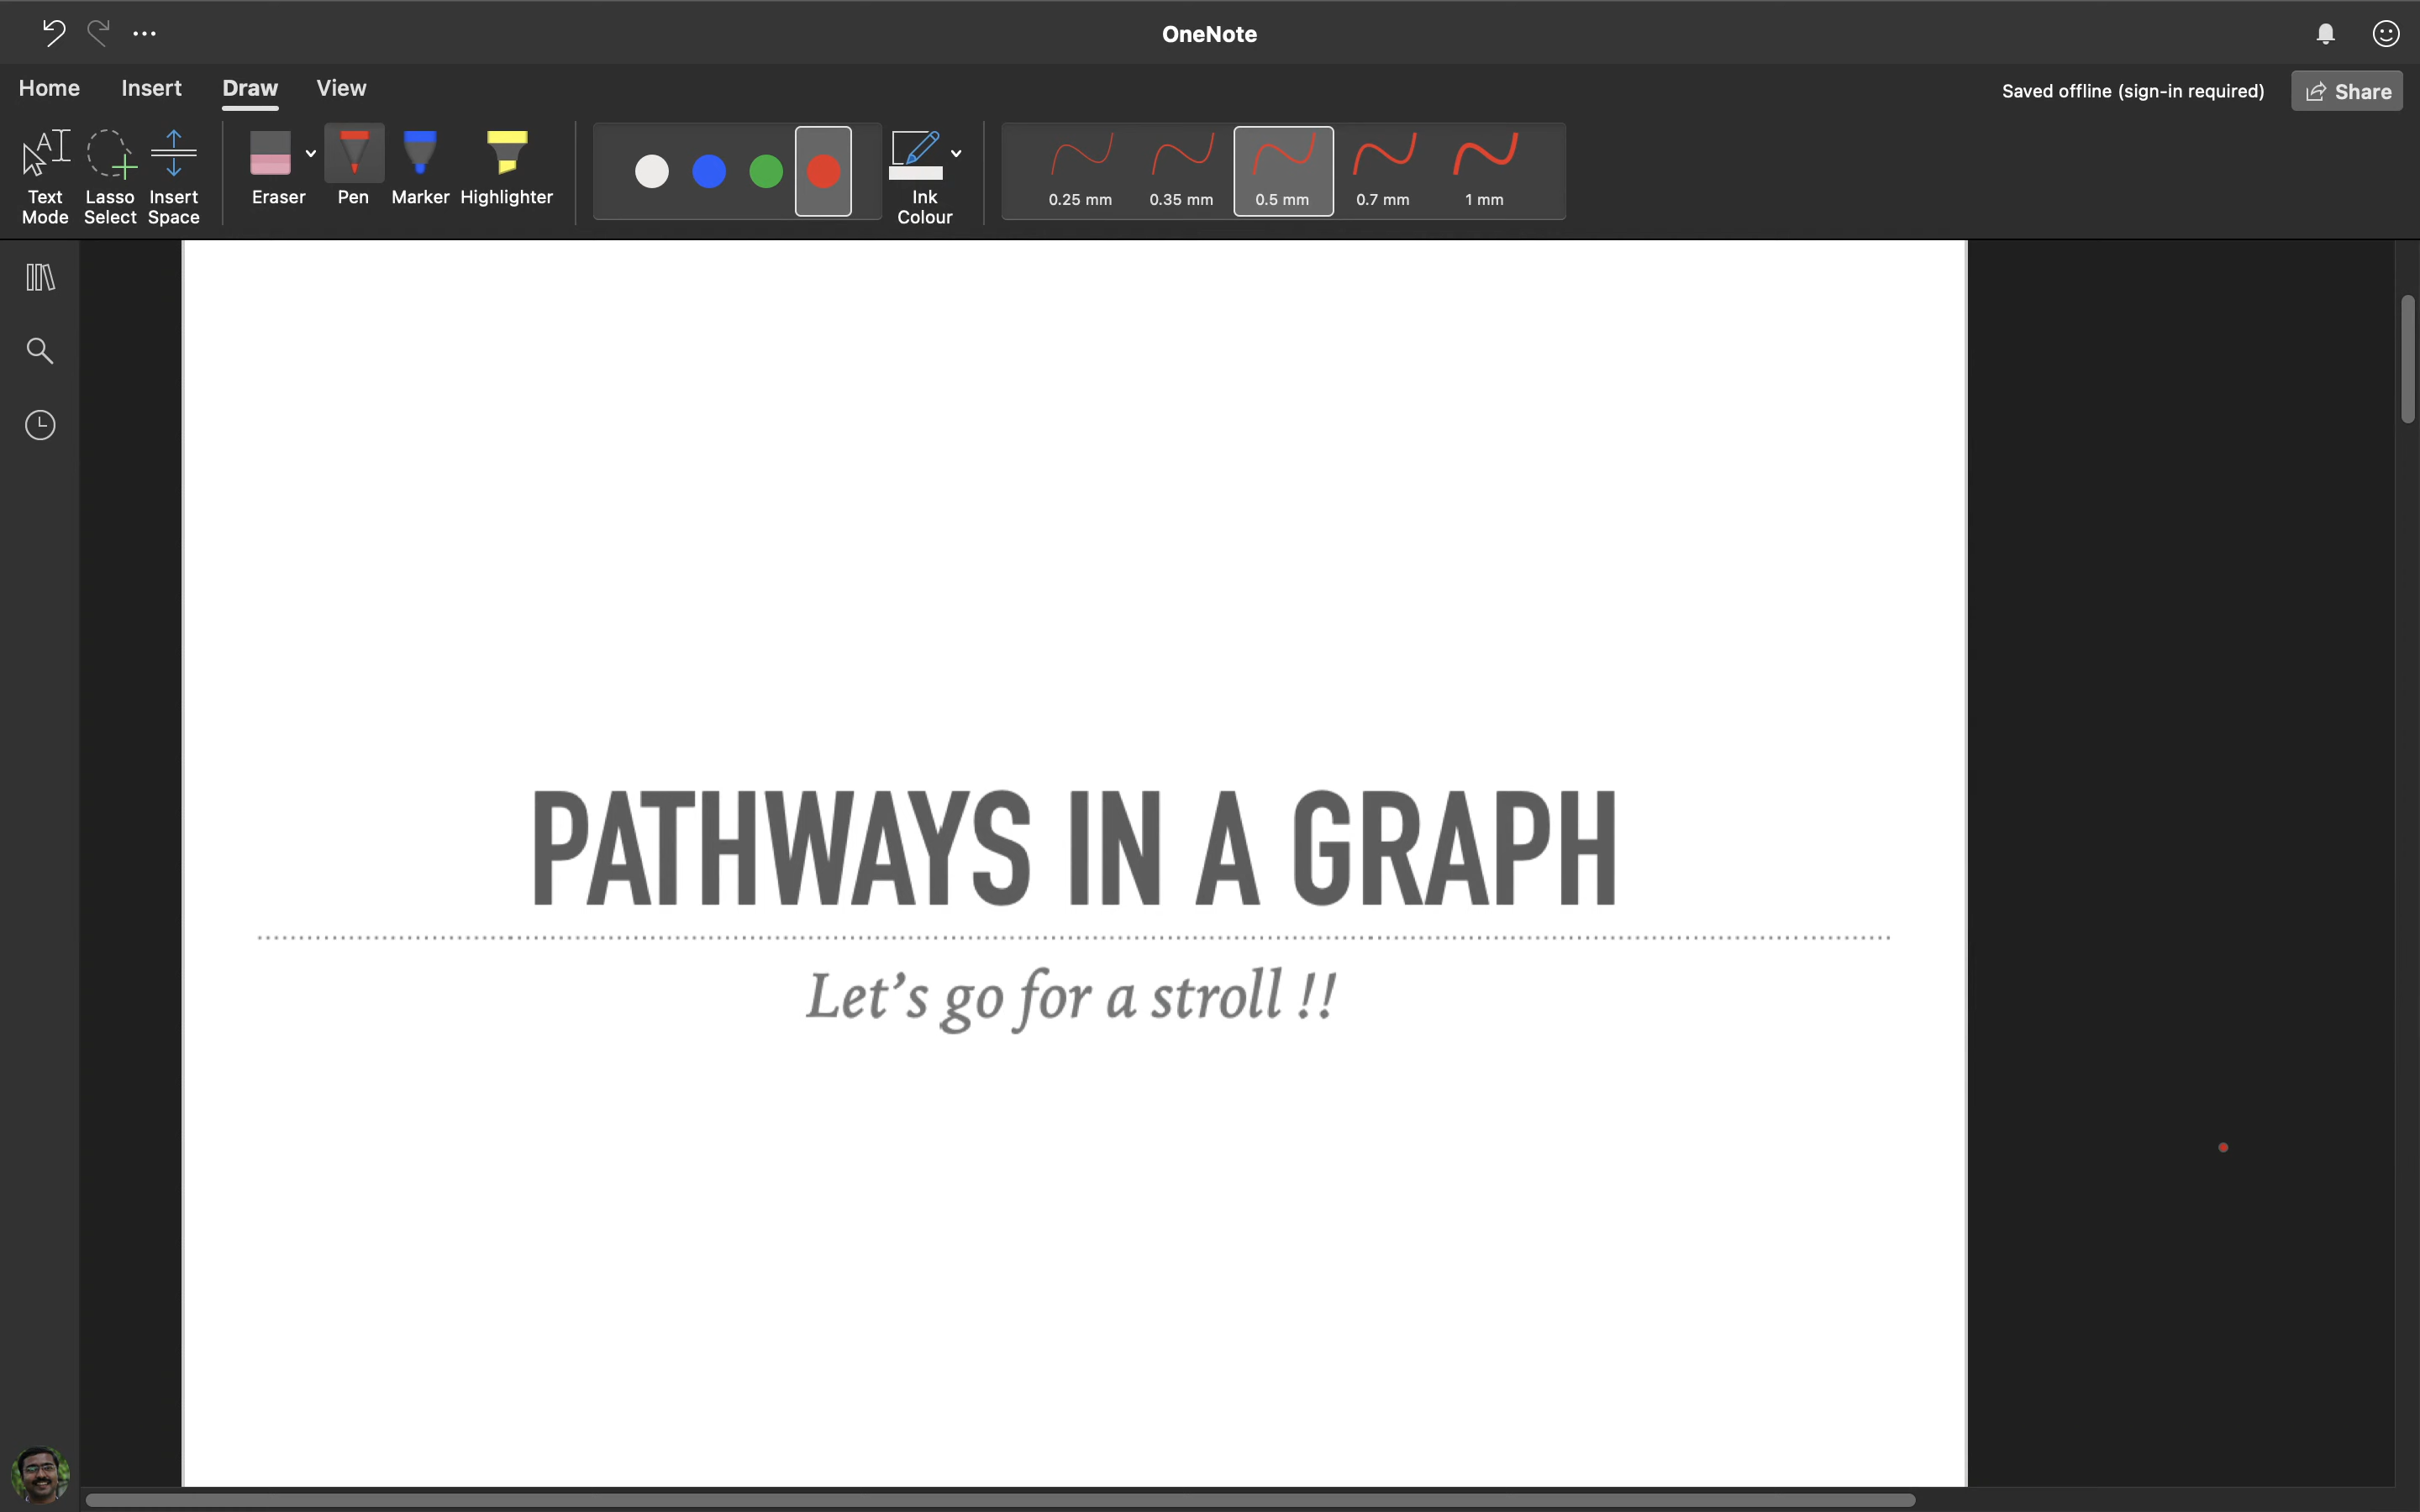 OneNote
Home Insert Draw View
Saved offline (sign-in required) Share
Text Mode
Lasso Select
Insert Space
Eraser
Pen
Marker
Highlighter
Ink Colour
0.25 mm
0.35 mm
0.5 mm
0.7 mm
1 mm
PATHWAYS IN A GRAPH
Let’s go for a stroll !!